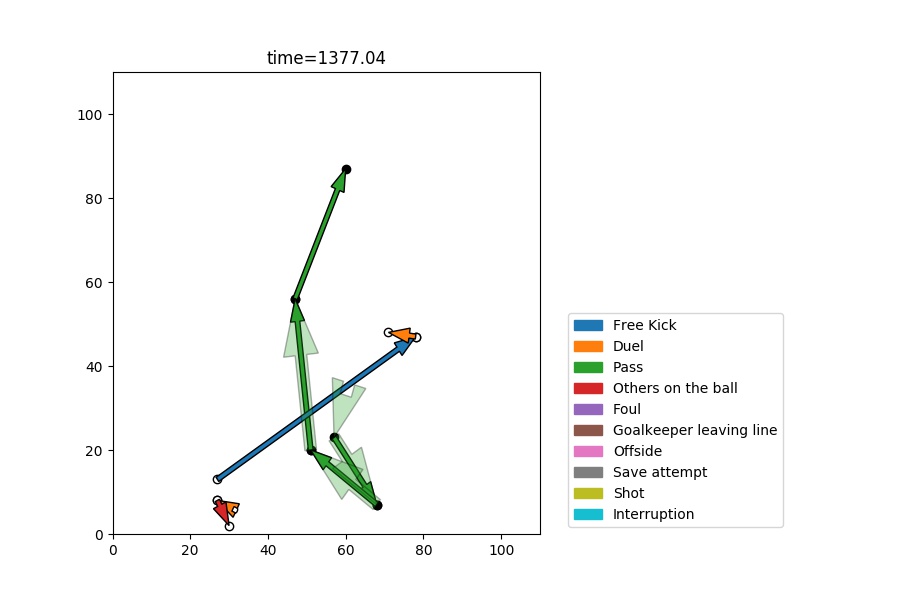 time=1377.04
100
80
60
40
20
0
0 20 40 60 80 100
Free Kick
Duel
Pass
Others on the ball
Foul
Goalkeeper leaving line
Offside
Save attempt
Shot
Interruption